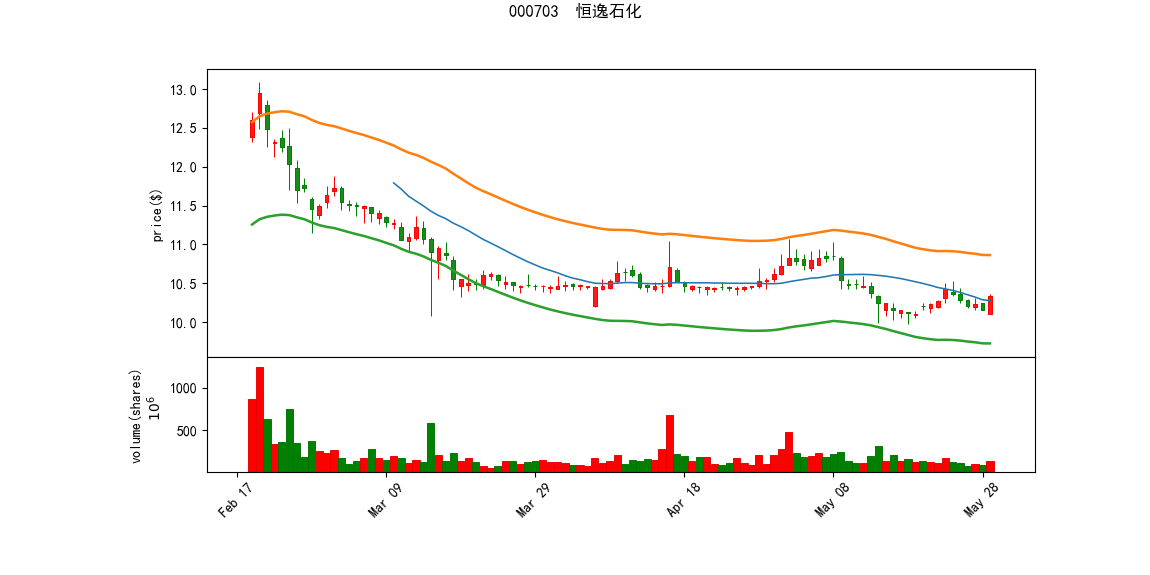 000703 恒逸石化
price($)
13.0
12.5
12.0
11.5
11.0
10.5
10.0
volume(shares)
10^6
1000
500
Feb 17
Mar 09
Mar 29
Apr 18
May 08
May 28